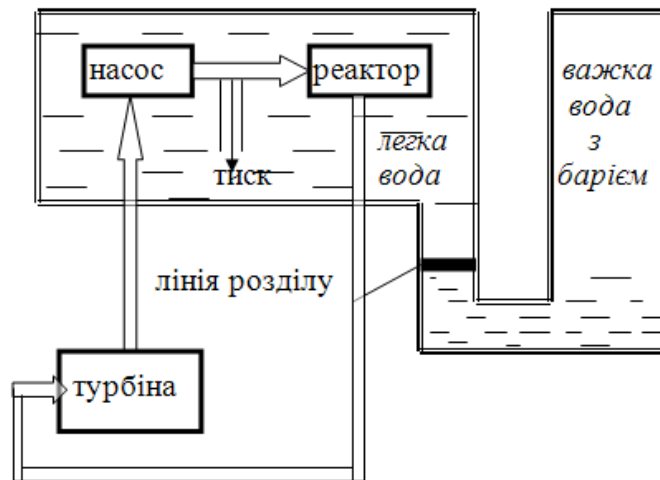 насос
реактор
важка
вода
з
барієм
легка
вода
тиск
лінія розділу
турбіна